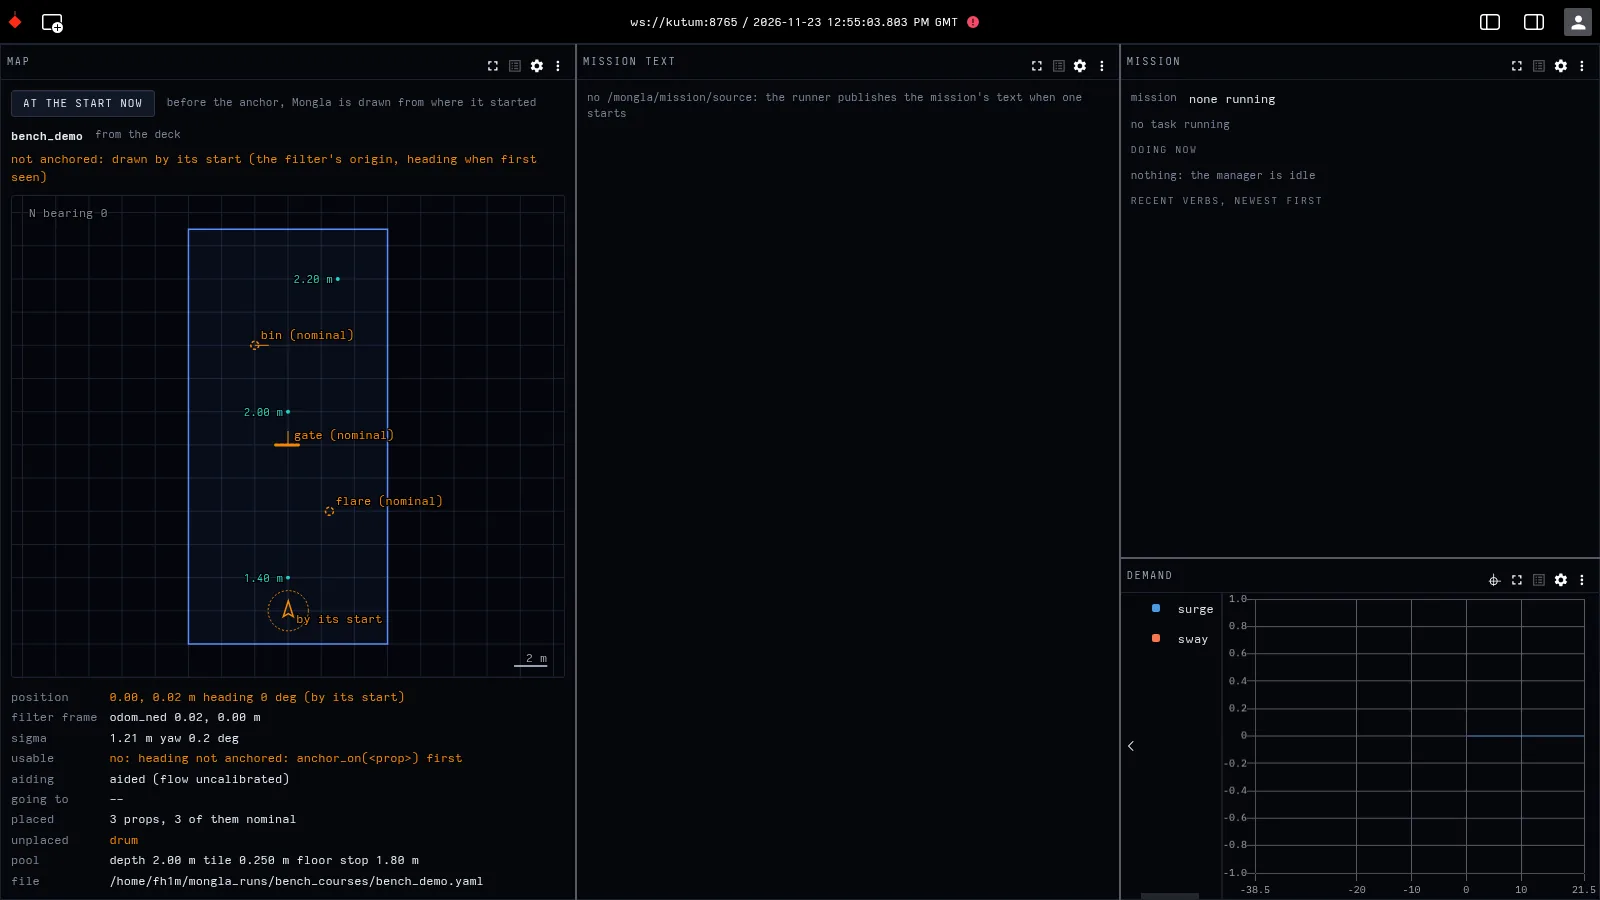 ws://kutum:8765 / 2026-11-23 12:55:03.803 PM GMT
MAP
AT THE START NOW before the anchor, Mongla is drawn from where it started
bench_demo from the deck
not anchored: drawn by its start (the filter's origin, heading when first
seen)
N bearing 0
2.20 m
bin (nominal)
2.00 m
gate (nominal)
flare (nominal)
1.40 m
by its start
2 m
position 0.00, 0.02 m heading 0 deg (by its start)
filter frame odom_ned 0.02, 0.00 m
sigma 1.21 m yaw 0.2 deg
usable no: heading not anchored: anchor_on(<prop>) first
aiding aided (flow uncalibrated)
going to --
placed 3 props, 3 of them nominal
unplaced drum
pool depth 2.00 m tile 0.250 m floor stop 1.80 m
file /home/fh1m/mongla_runs/bench_courses/bench_demo.yaml
MISSION TEXT
no /mongla/mission/source: the runner publishes the mission's text when one
starts
MISSION
mission none running
no task running
DOING NOW
nothing: the manager is idle
RECENT VERBS, NEWEST FIRST
DEMAND
surge
sway
1.0
0.8
0.6
0.4
0.2
0
-0.2
-0.4
-0.6
-0.8
-1.0
-38.5 -20 -10 0 10 21.5